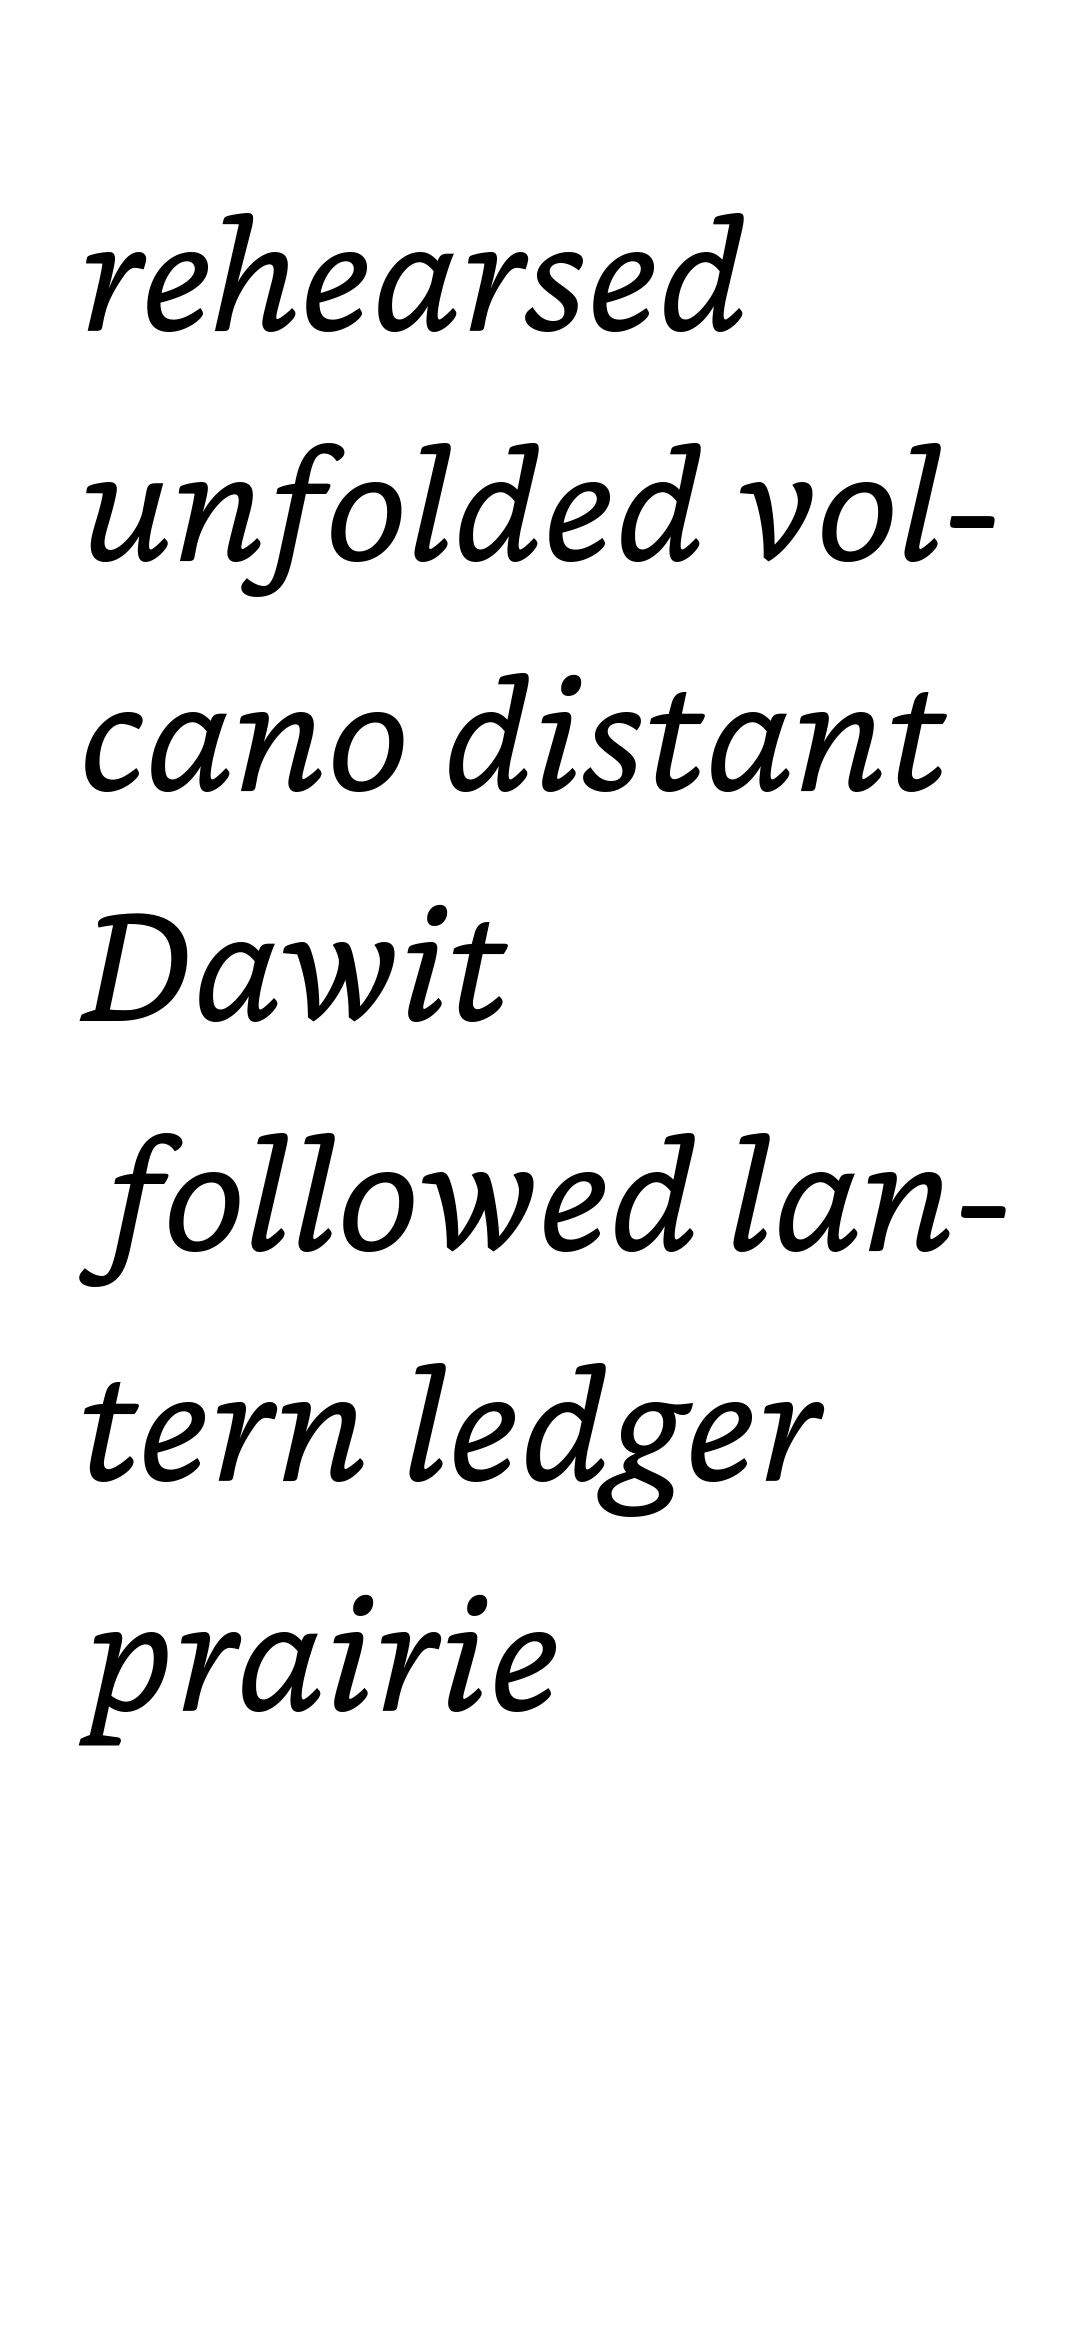 rehearsed
unfolded vol-
cano distant
Dawit
followed lan-
tern ledger
prairie